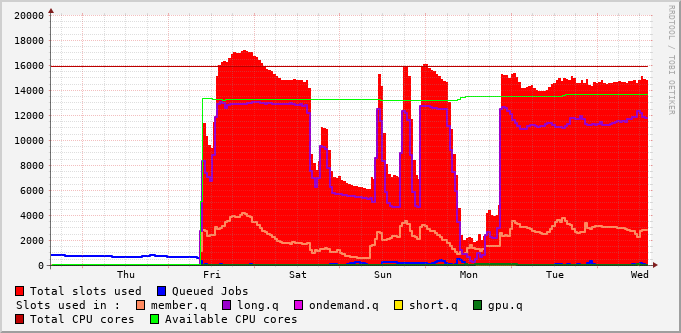 20000
18000
16000
14000
12000
10000
8000
6000
4000
2000
0
Thu Fri Sat Sun Mon Tue Wed
RRDTOOL / TOBI OETIKER
Total slots used Queued Jobs
Slots used in : member.q long.q ondemand.q short.q gpu.q
Total CPU cores Available CPU cores